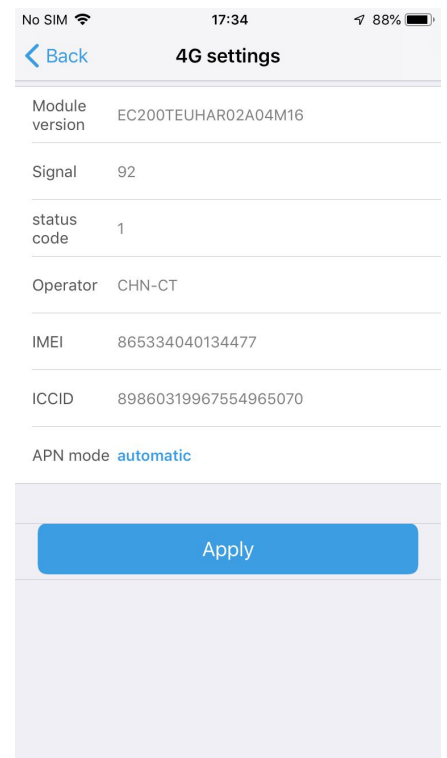 No SIM 17:34 88%
Back 4G settings
Module
version EC200TEUHAR02A04M16
Signal 92
status
code 1
Operator CHN-CT
IMEI 865334040134477
ICCID 89860319967554965070
APN mode automatic
Apply